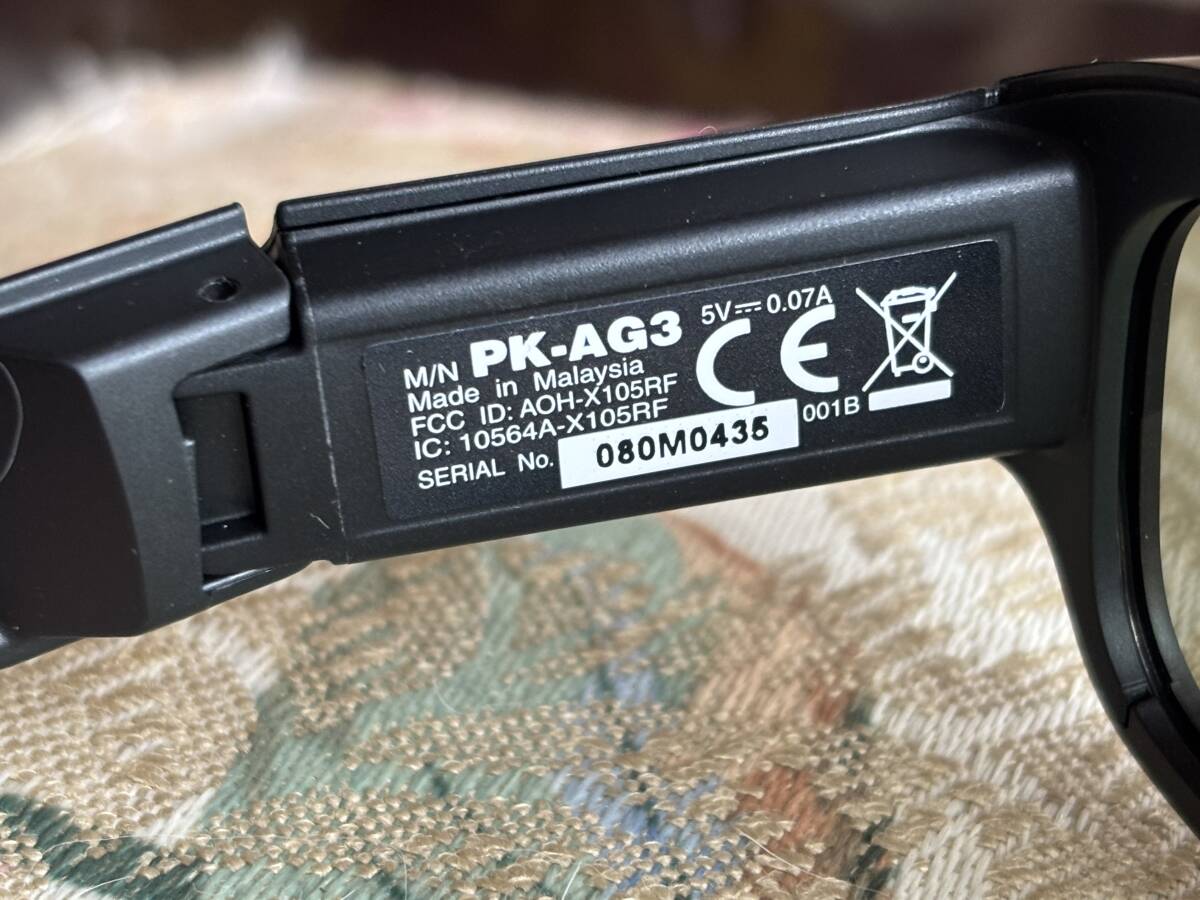 M/N PK-AG3 5V⎓0.07A
Made in Malaysia
FCC ID: AOH-X105RF
IC: 10564A-X105RF
CE
SERIAL No. 080M0435 001B